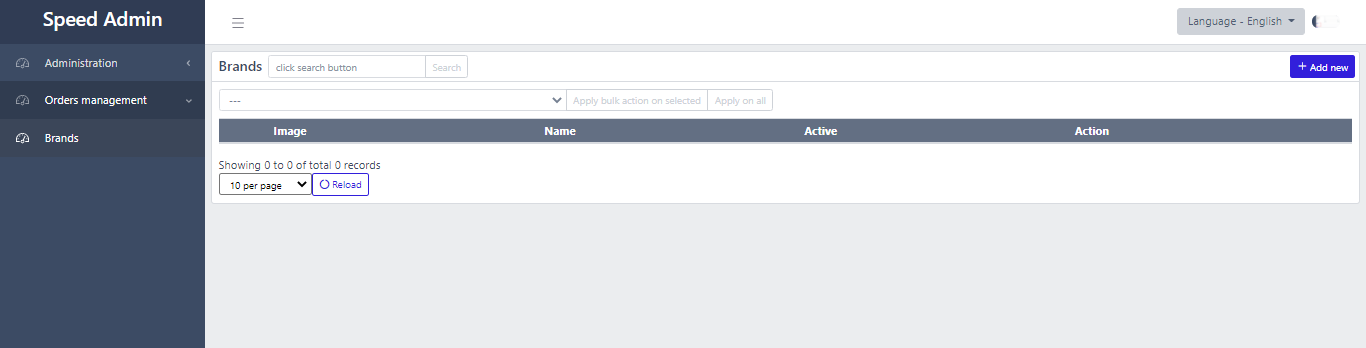 Speed Admin
Language - English
Administration
Orders management
Brands
Brands click search button Search
+ Add new
--- Apply bulk action on selected Apply on all
Image Name Active Action
Showing 0 to 0 of total 0 records
10 per page Reload